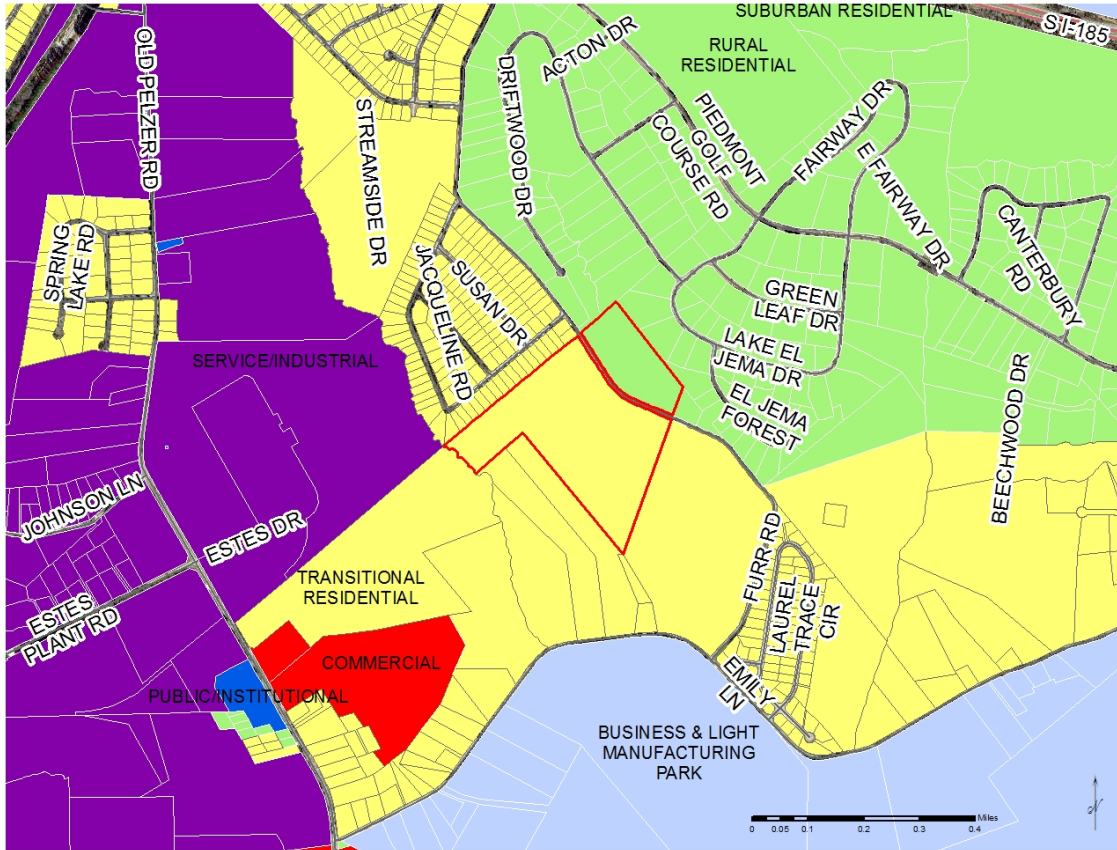 SUBURBAN RESIDENTIAL
S I-185
OLD PELZER RD
ACTON DR
RURAL
RESIDENTIAL
DRIFTWOOD DR
PIEDMONT
GOLF
COURSE RD
FAIRWAY DR
E FAIRWAY DR
STREAMSIDE DR
CANTERBURY
RD
SPRING
LAKE RD
JACQUELINE RD
SUSAN DR
GREEN
LEAF DR
LAKE EL
JEMA DR
SERVICE/INDUSTRIAL
EL JEMA
FOREST
BEECHWOOD DR
JOHNSON LN
ESTES DR
ESTES
PLANT RD
TRANSITIONAL
RESIDENTIAL
FURR RD
LAUREL
TRACE
CIR
COMMERCIAL
PUBLIC/INSTITUTIONAL
EMILY
LN
BUSINESS & LIGHT
MANUFACTURING
PARK
Miles
0 0.05 0.1 0.2 0.3 0.4
N